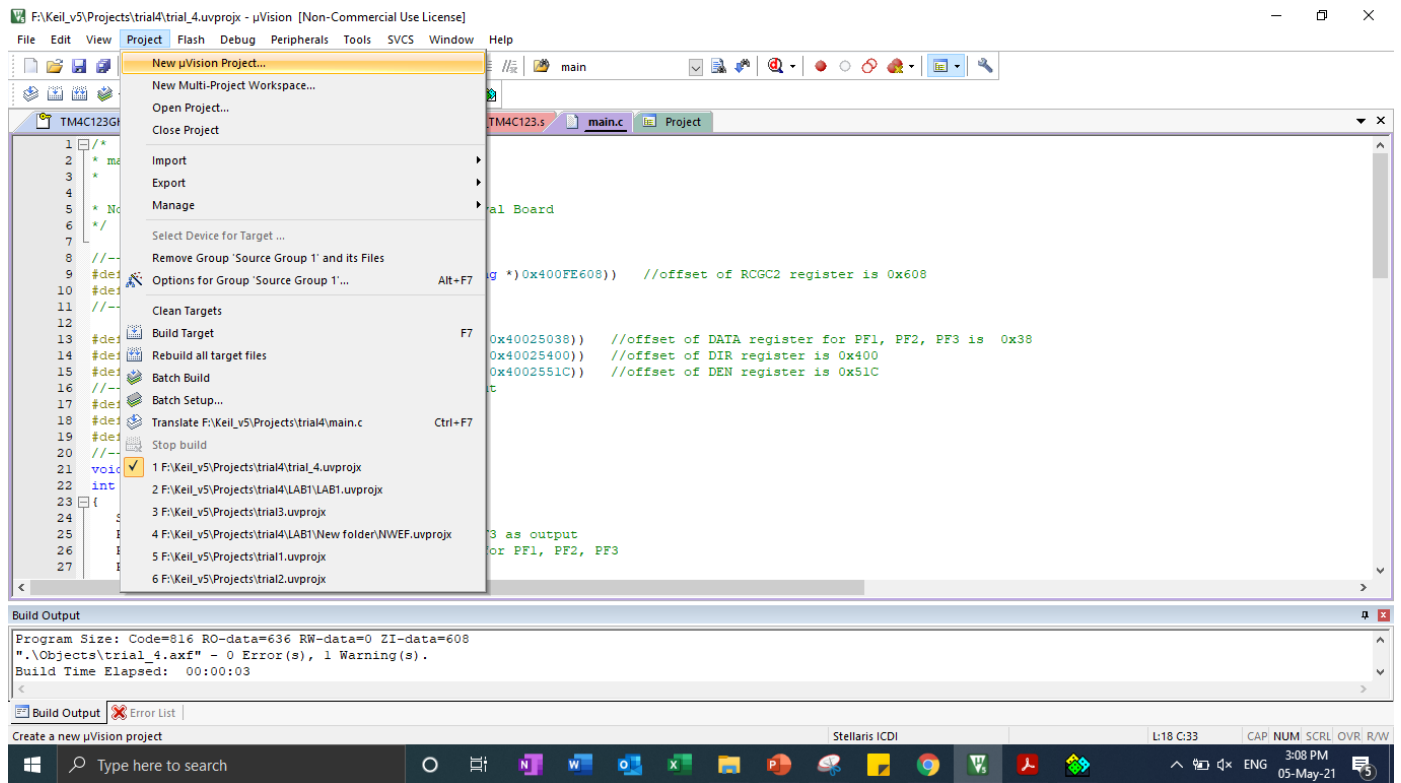 F:\Keil_v5\Projects\trial4\trial_4.uvprojx - µVision [Non-Commercial Use License]
File Edit View Project Flash Debug Peripherals Tools SVCS Window Help
New µVision Project...
main
New Multi-Project Workspace...
Open Project...
Close Project
Import
Export
Manage
Select Device for Target ...
Remove Group 'Source Group 1' and its Files
Options for Group 'Source Group 1'... Alt+F7
Clean Targets
Build Target F7
Rebuild all target files
Batch Build
Batch Setup...
Translate F:\Keil_v5\Projects\trial4\main.c Ctrl+F7
Stop build
1 F:\Keil_v5\Projects\trial4\trial_4.uvprojx
2 F:\Keil_v5\Projects\trial4\LAB1\LAB1.uvprojx
3 F:\Keil_v5\Projects\trial3.uvprojx
4 F:\Keil_v5\Projects\trial4\LAB1\New folder\NWEF.uvprojx
5 F:\Keil_v5\Projects\trial1.uvprojx
6 F:\Keil_v5\Projects\trial2.uvprojx
TM4C123GH _TM4C123.s main.c Project
1 /*
2 * ma
3 *
4
5 * No al Board
6 */
7
8 //--
9 #def g *)0x400FE608)) //offset of RCGC2 register is 0x608
10 #def
11 //--
12
13 #def 0x40025038)) //offset of DATA register for PF1, PF2, PF3 is 0x38
14 #def 0x40025400)) //offset of DIR register is 0x400
15 #def 0x4002551C)) //offset of DEN register is 0x51C
16 //-- t
17 #def
18 #def
19 #def
20 //--
21 void
22 int
23 {
24 S
25 3 as output
26 or PF1, PF2, PF3
27
Build Output
Program Size: Code=816 RO-data=636 RW-data=0 ZI-data=608
".\Objects\trial_4.axf" - 0 Error(s), 1 Warning(s).
Build Time Elapsed: 00:00:03
Build Output Error List
Create a new µVision project Stellaris ICDI L:18 C:33 CAP NUM SCRL OVR R/W
Type here to search
ENG
3:08 PM
05-May-21
5